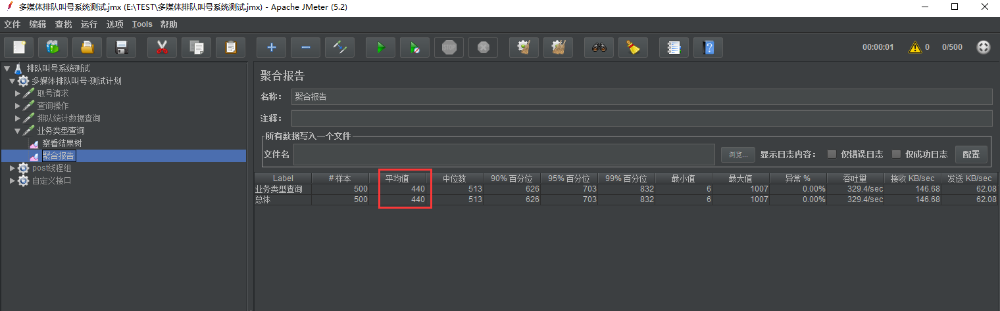 多媒体排队叫号系统测试.jmx (E:\TEST\多媒体排队叫号系统测试.jmx) - Apache JMeter (5.2)
文件 编辑 查找 运行 选项 Tools 帮助
STOP 00:00:01 0 0/500
排队叫号系统测试
多媒体排队叫号-测试计划
取号请求
查询操作
排队统计数据查询
业务类型查询
察看结果树
聚合报告
post线程组
自定义接口
聚合报告
名称： 聚合报告
注释：
所有数据写入一个文件
文件名 浏览... 显示日志内容： 仅错误日志 仅成功日志 配置
Label # 样本 平均值 中位数 90% 百分位 95% 百分位 99% 百分位 最小值 最大值 异常 % 吞吐量 接收 KB/sec 发送 KB/sec
业务类型查询 500 440 513 626 703 832 6 1007 0.00% 329.4/sec 146.68 62.08
总体 500 440 513 626 703 832 6 1007 0.00% 329.4/sec 146.68 62.08